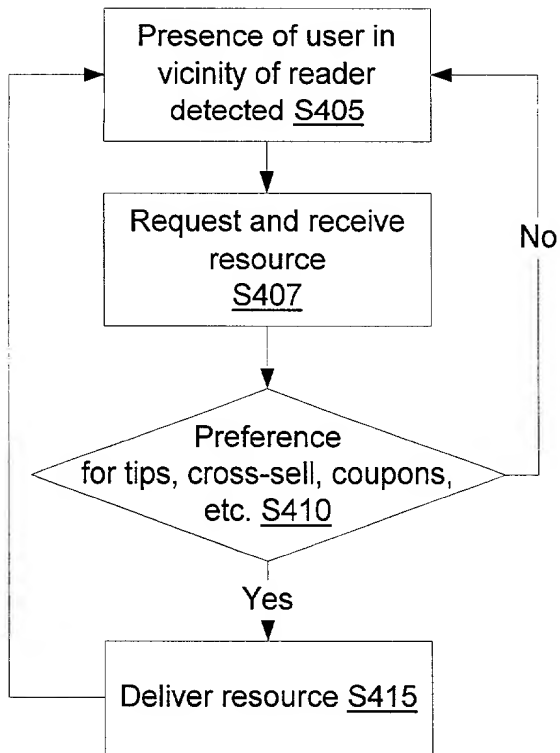 Presence of user in
vicinity of reader
detected S405
Request and receive
resource
S407
No
Preference
for tips, cross-sell, coupons,
etc. S410
Yes
Deliver resource S415